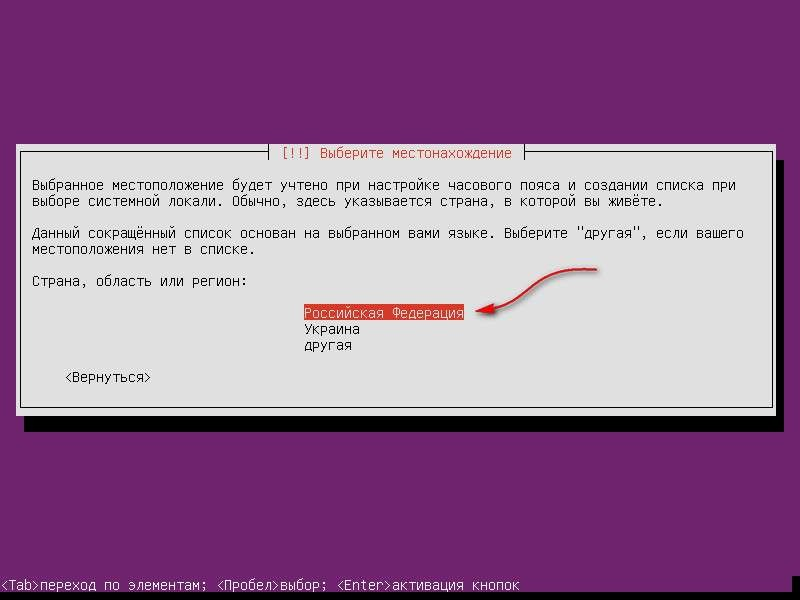 [!!] Выберите местонахождение
Выбранное местоположение будет учтено при настройке часового пояса и создании списка при
выборе системной локали. Обычно, здесь указывается страна, в которой вы живёте.
Данный сокращённый список основан на выбранном вами языке. Выберите "другая", если вашего
местоположения нет в списке.
Страна, область или регион:
Российская Федерация
Украина
другая
<Вернуться>
<Tab>переход по элементам; <Пробел>выбор; <Enter>активация кнопок